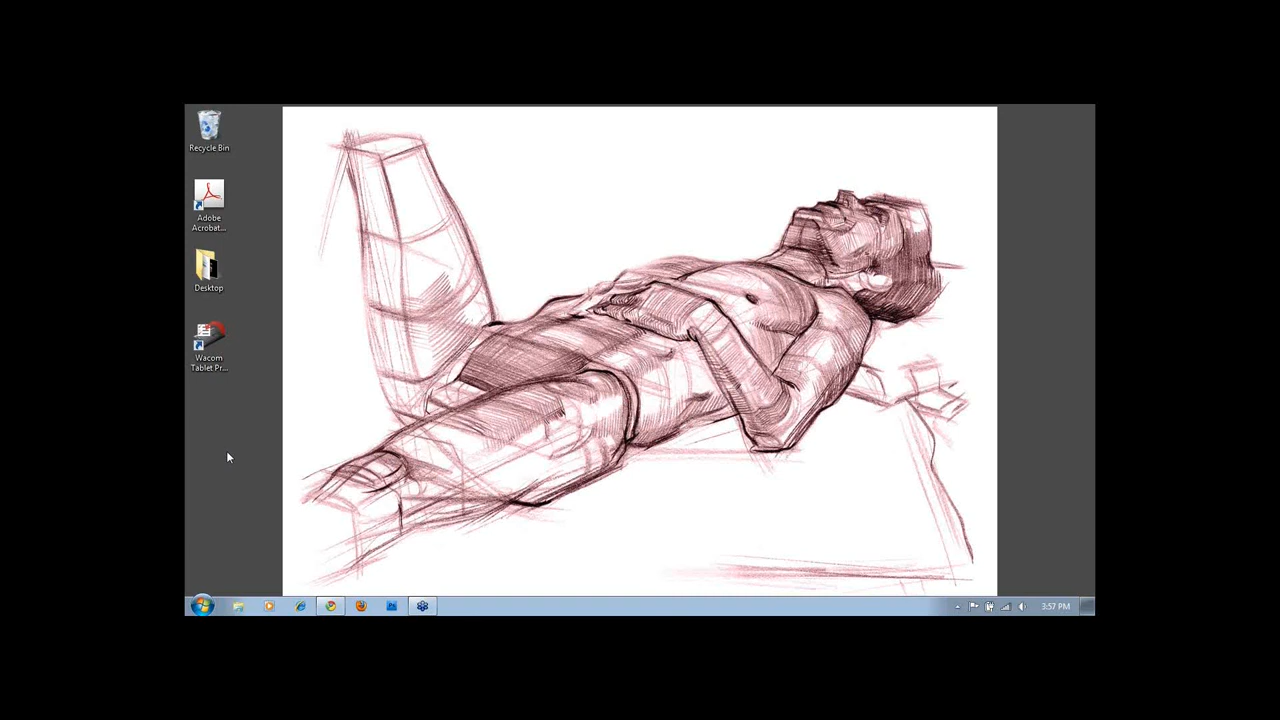 Recycle Bin
Adobe
Acrobat...
Desktop
Wacom
Tablet Pr...
3:57 PM